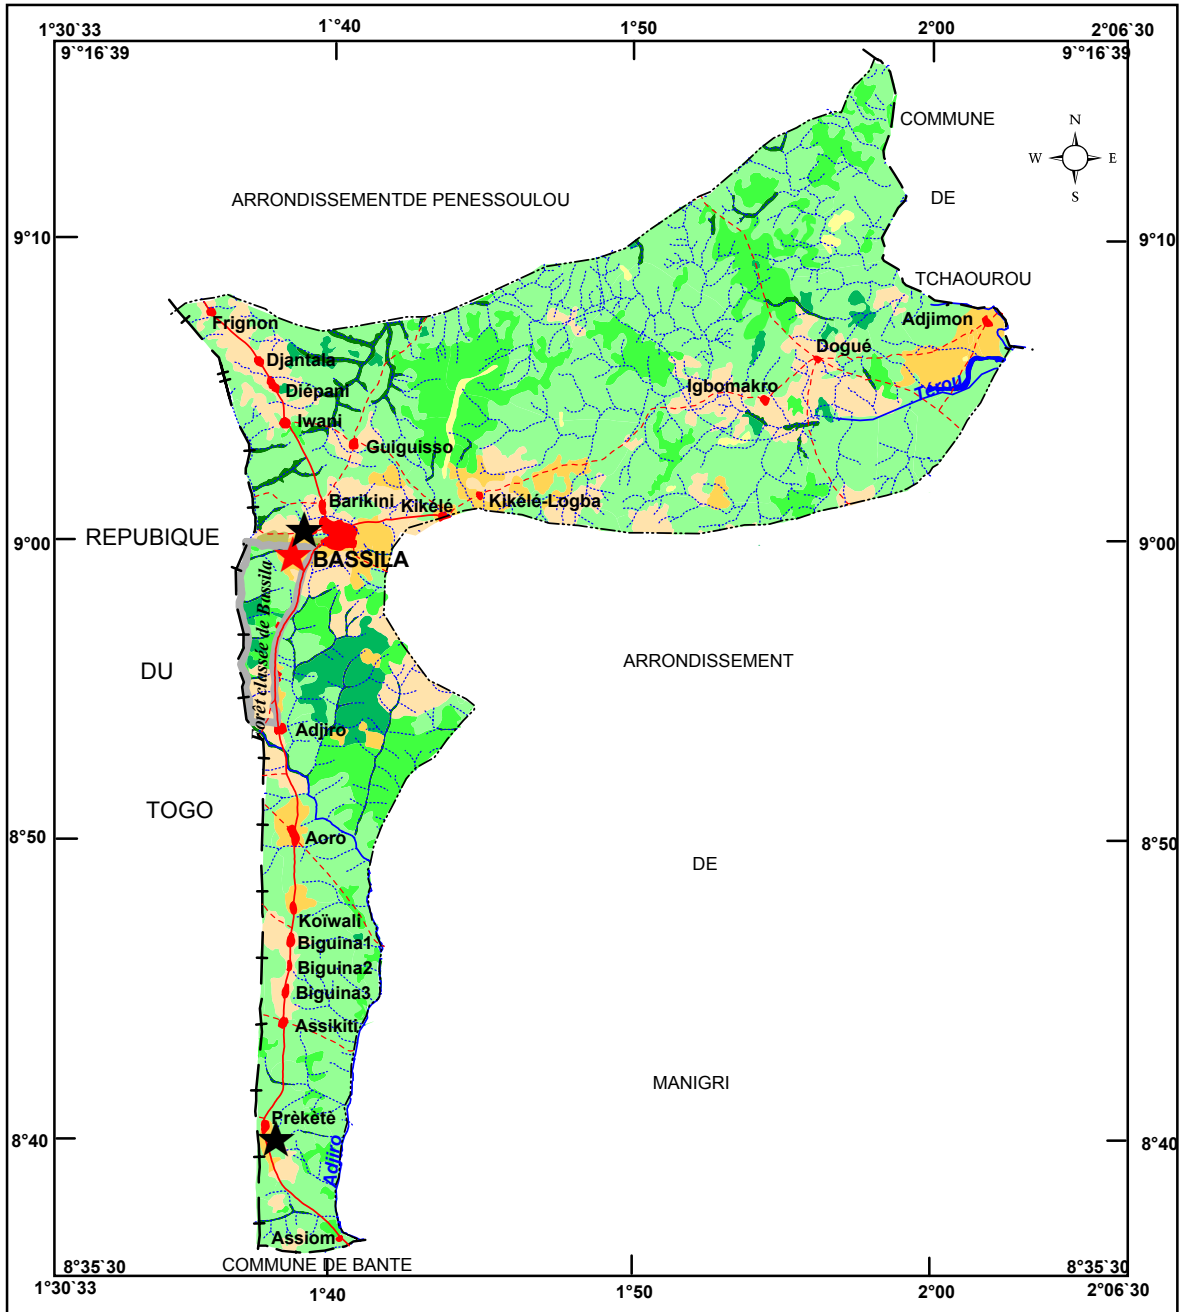 1°30`33
1°40
1°50
2°00
2°06`30
9`°16`39
9`°16`39
COMMUNE
N
W
E
S
ARRONDISSEMENTDE PENESSOULOU
DE
9°10
9°10
TCHAOUROU
Frignon
Adjimon
Djantala
Dogué
Dièpani
Igbomakro
Térou
Iwani
Guiguisso
Barikini
Kikélé
Kikélé-Logba
REPUBIQUE
9°00
9°00
BASSILA
Forêt classée de Bassila
DU
ARRONDISSEMENT
Adjiro
TOGO
8°50
8°50
Aoro
DE
Koïwali
Biguina1
Biguina2
Biguina3
Assikiti
MANIGRI
Prèkètè
8°40
8°40
Adjiro
Assiom
COMMUNE DE BANTE
8°35`30
8°35`30
1°30`33
1°40
1°50
2°00
2°06`30